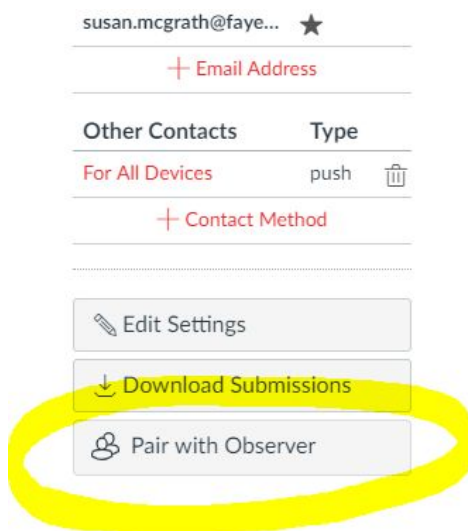 susan.mcgrath@faye...
+ Email Address
Other Contacts Type
For All Devices push
+ Contact Method
Edit Settings
Download Submissions
Pair with Observer